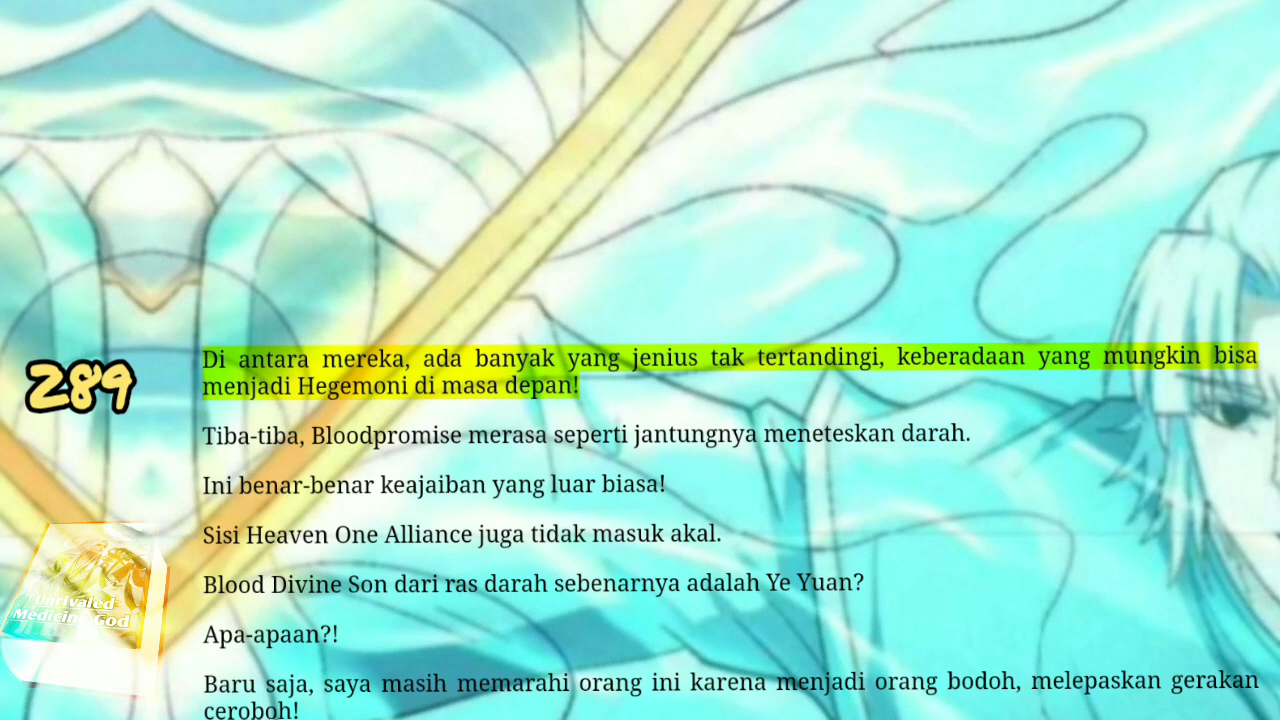 Di antara mereka, ada banyak yang jenius tak tertandingi, keberadaan yang mungkin bisa
menjadi Hegemoni di masa depan!
289
Tiba-tiba, Bloodpromise merasa seperti jantungnya meneteskan darah.
Ini benar-benar keajaiban yang luar biasa!
Sisi Heaven One Alliance juga tidak masuk akal.
Blood Divine Son dari ras darah sebenarnya adalah Ye Yuan?
Unrivaled
Medicine God
Apa-apaan?!
Baru saja, saya masih memarahi orang ini karena menjadi orang bodoh, melepaskan gerakan
ceroboh!